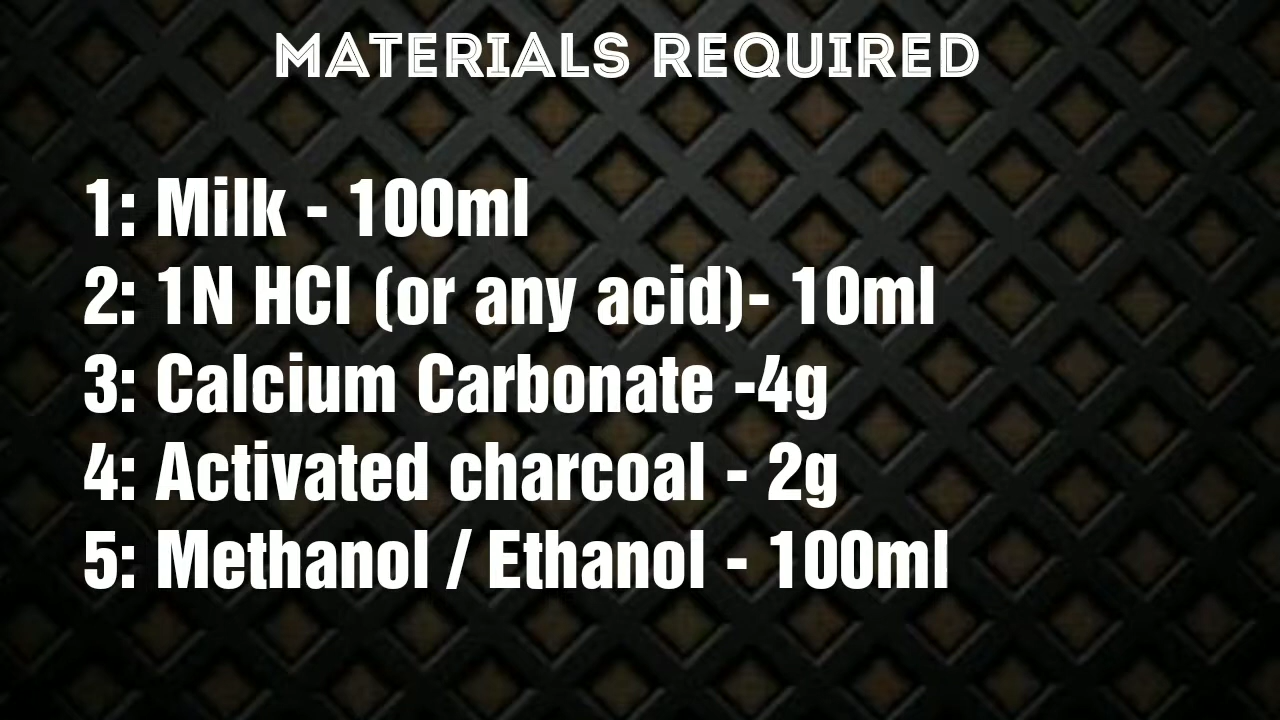 MATERIALS REQUIRED
1: Milk - 100ml
2: 1N HCl (or any acid)- 10ml
3: Calcium Carbonate -4g
4: Activated charcoal - 2g
5: Methanol / Ethanol - 100ml